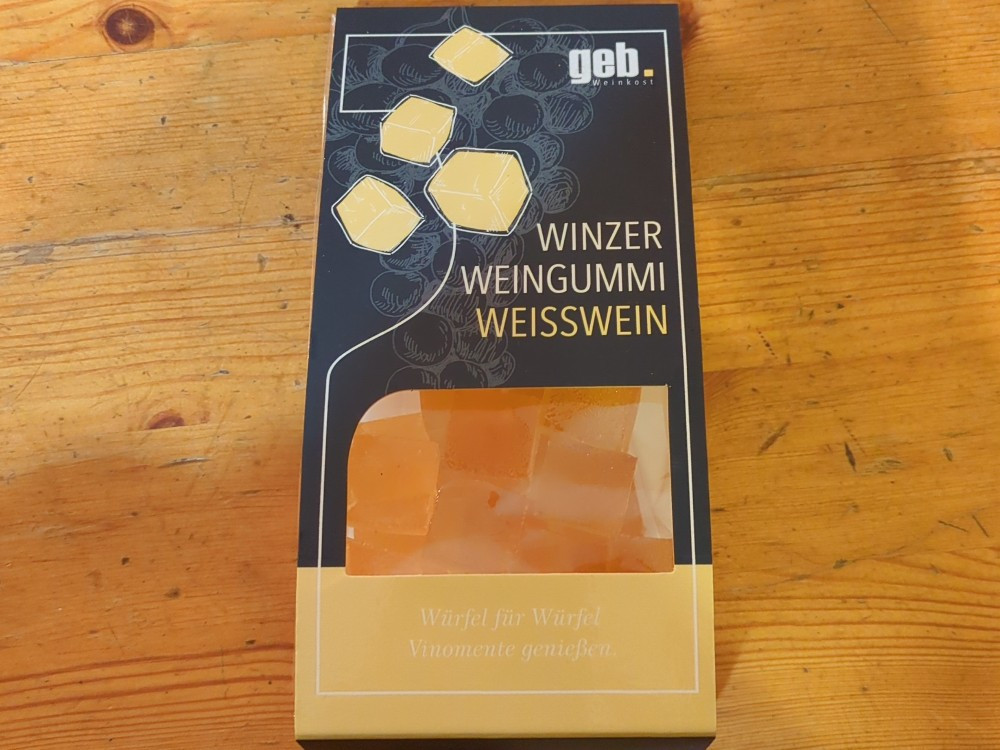 geb.
Weinkost
WINZER
WEINGUMMI
WEISSWEIN
Würfel für Würfel
Vinomente genießen.